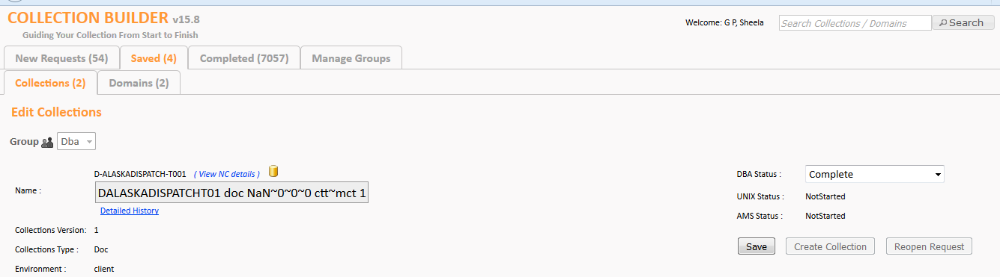 COLLECTION BUILDER v15.8
Guiding Your Collection From Start to Finish
Welcome: G P, Sheela
Search Collections / Domains
Search
New Requests (54)
Saved (4)
Completed (7057)
Manage Groups
Collections (2)
Domains (2)
Edit Collections
Group
Dba
D-ALASKADISPATCH-T001 ( View NC details )
Name :
DALASKADISPATCHT01 doc NaN~0~0~0 ctt~mct 1
Detailed History
Collections Version: 1
Collections Type : Doc
Environment : client
DBA Status : Complete
UNIX Status : NotStarted
AMS Status : NotStarted
Save
Create Collection
Reopen Request